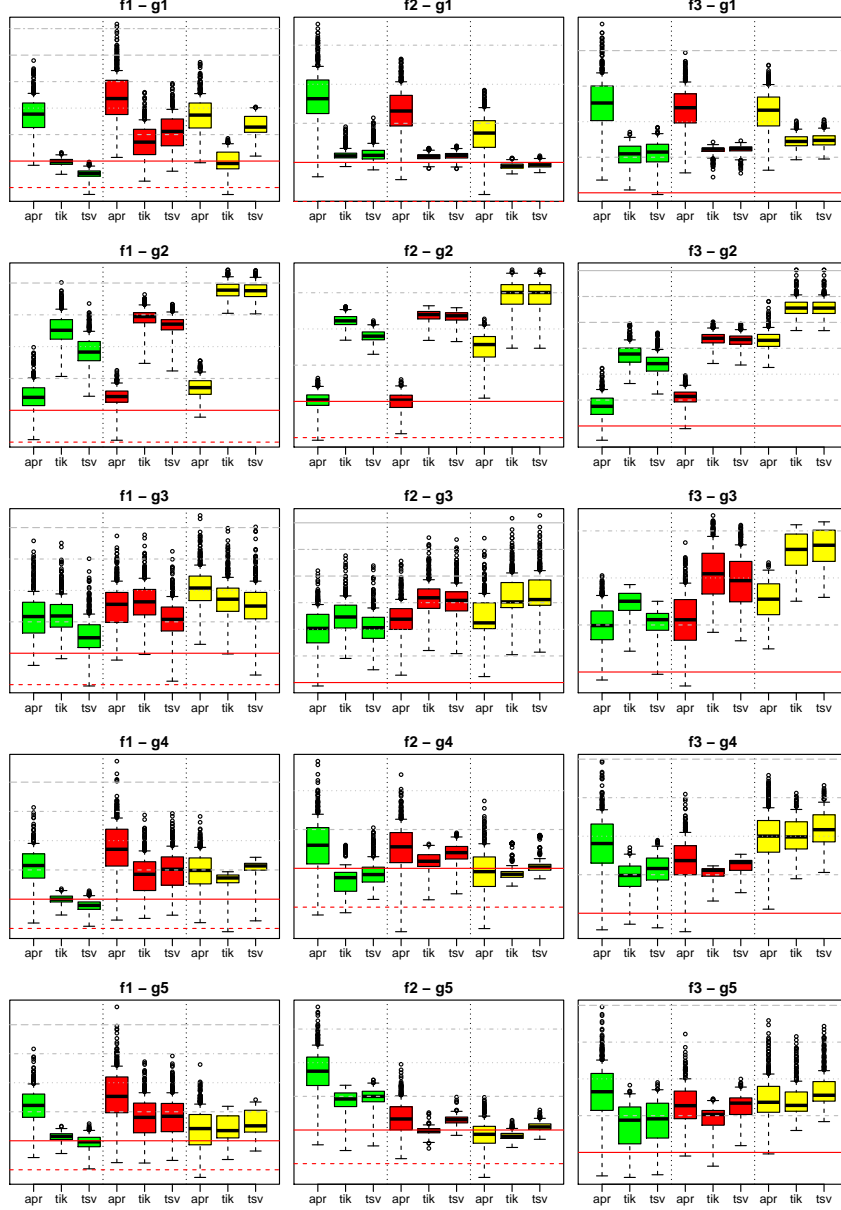 f1 − g1 f2 − g1 f3 − g1
apr tik tsv apr tik tsv apr tik tsv apr tik tsv apr tik tsv apr tik tsv apr tik tsv apr tik tsv apr tik tsv
f1 − g2 f2 − g2 f3 − g2
apr tik tsv apr tik tsv apr tik tsv apr tik tsv apr tik tsv apr tik tsv apr tik tsv apr tik tsv apr tik tsv
f1 − g3 f2 − g3 f3 − g3
apr tik tsv apr tik tsv apr tik tsv apr tik tsv apr tik tsv apr tik tsv apr tik tsv apr tik tsv apr tik tsv
f1 − g4 f2 − g4 f3 − g4
apr tik tsv apr tik tsv apr tik tsv apr tik tsv apr tik tsv apr tik tsv apr tik tsv apr tik tsv apr tik tsv
f1 − g5 f2 − g5 f3 − g5
apr tik tsv apr tik tsv apr tik tsv apr tik tsv apr tik tsv apr tik tsv apr tik tsv apr tik tsv apr tik tsv